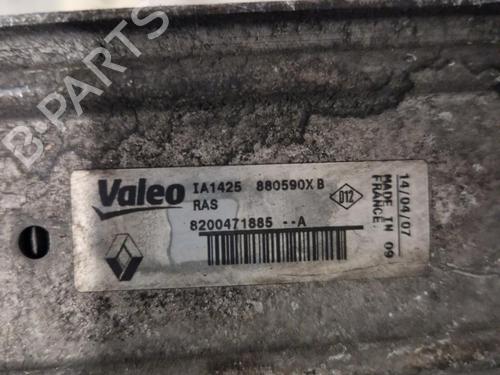 Valeo
IA1425 880590X B
RAS
8200471885 --A
D12
14/04/07
MADE IN 09
FRANCE.
B-PARTS